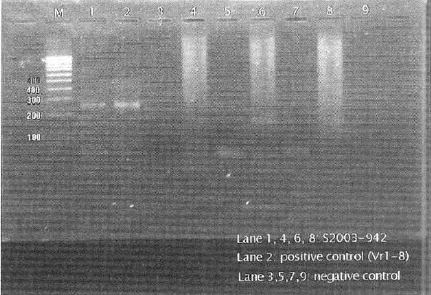 M 1 2 3 4 5 6 7 8 9
400
300
200
100
Lane 1, 4, 6, 8: S2003-942
Lane 2: positive control (Vr1-8)
Lane 3,5,7,9: negative control